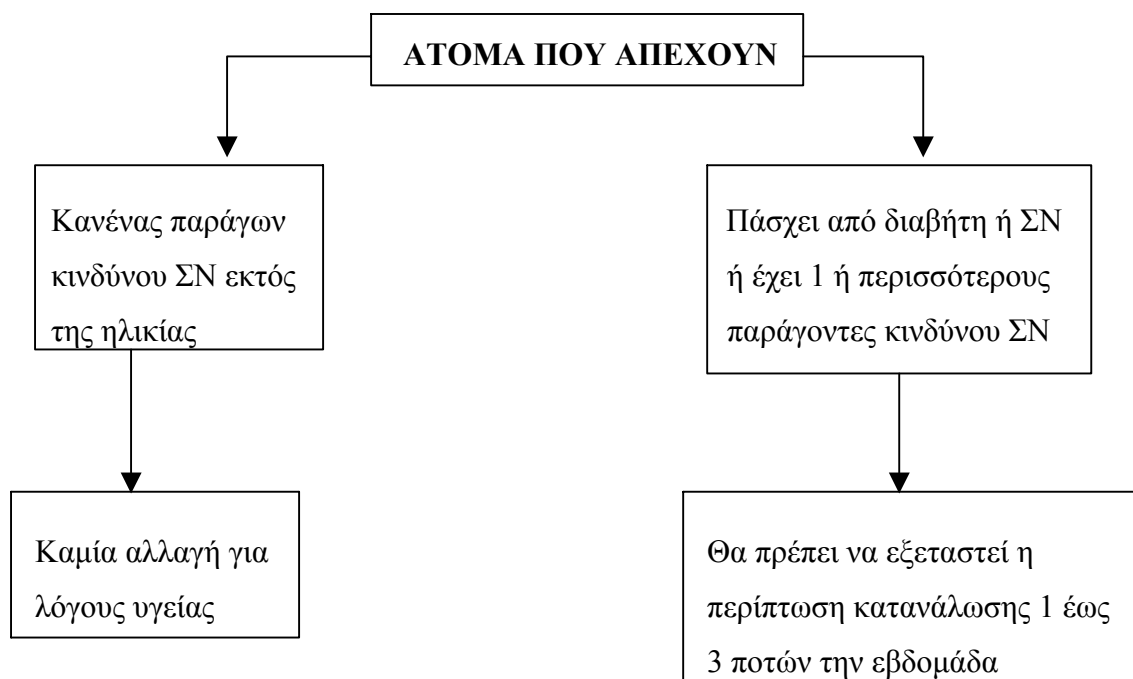 ΑΤΟΜΑ ΠΟΥ ΑΠΕΧΟΥΝ
Κανένας παράγων
κινδύνου ΣΝ εκτός
της ηλικίας
Πάσχει από διαβήτη ή ΣΝ
ή έχει 1 ή περισσότερους
παράγοντες κινδύνου ΣΝ
Καμία αλλαγή για
λόγους υγείας
Θα πρέπει να εξεταστεί η
περίπτωση κατανάλωσης 1 έως
3 ποτών την εβδομάδα